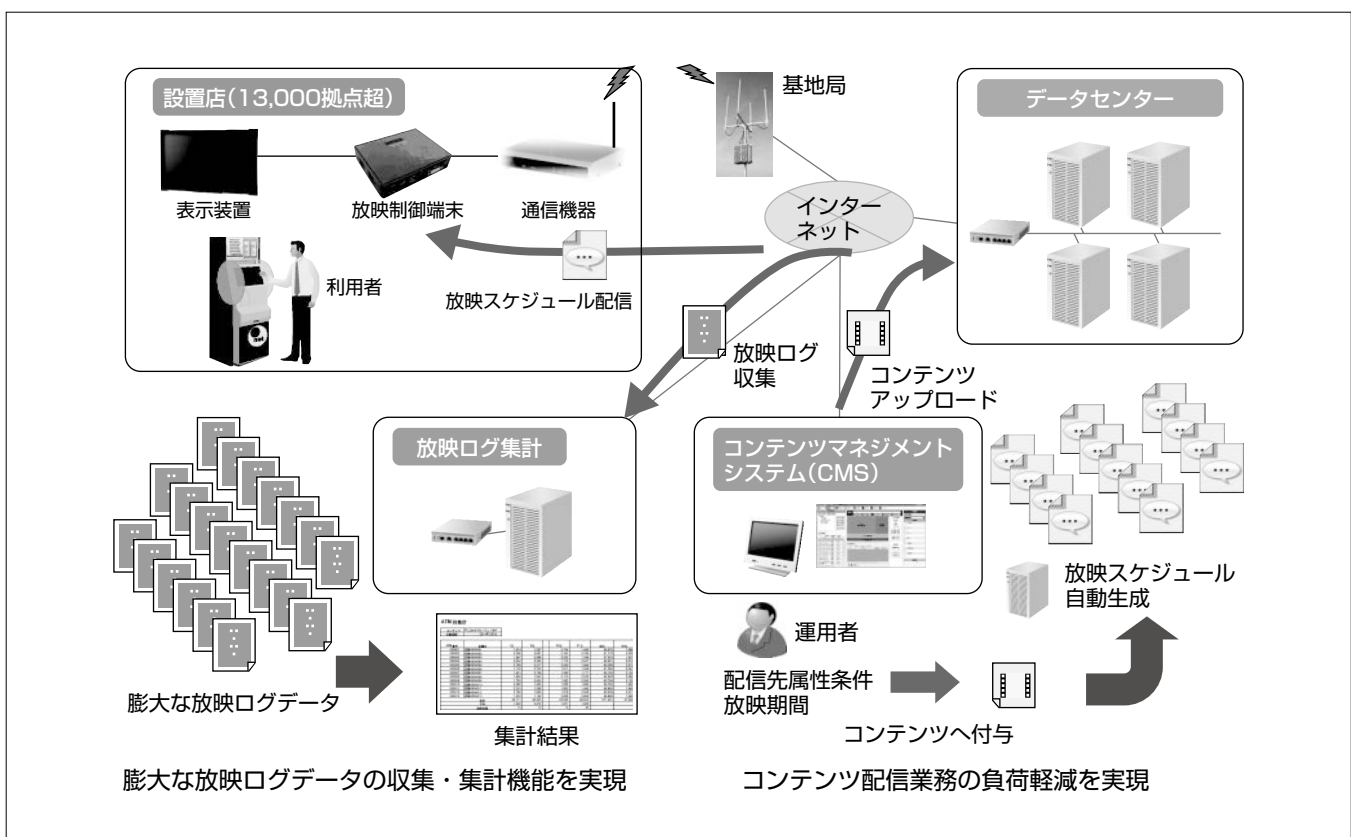 設置店(13,000拠点超)
表示装置
放映制御端末
通信機器
利用者
放映スケジュール配信
基地局
インター
ネット
データセンター
放映ログ
収集
コンテンツ
アップロード
放映ログ集計
コンテンツマネジメント
システム(CMS)
膨大な放映ログデータ
集計結果
運用者
配信先属性条件
放映期間
コンテンツへ付与
放映スケジュール
自動生成
膨大な放映ログデータの収集・集計機能を実現
コンテンツ配信業務の負荷軽減を実現